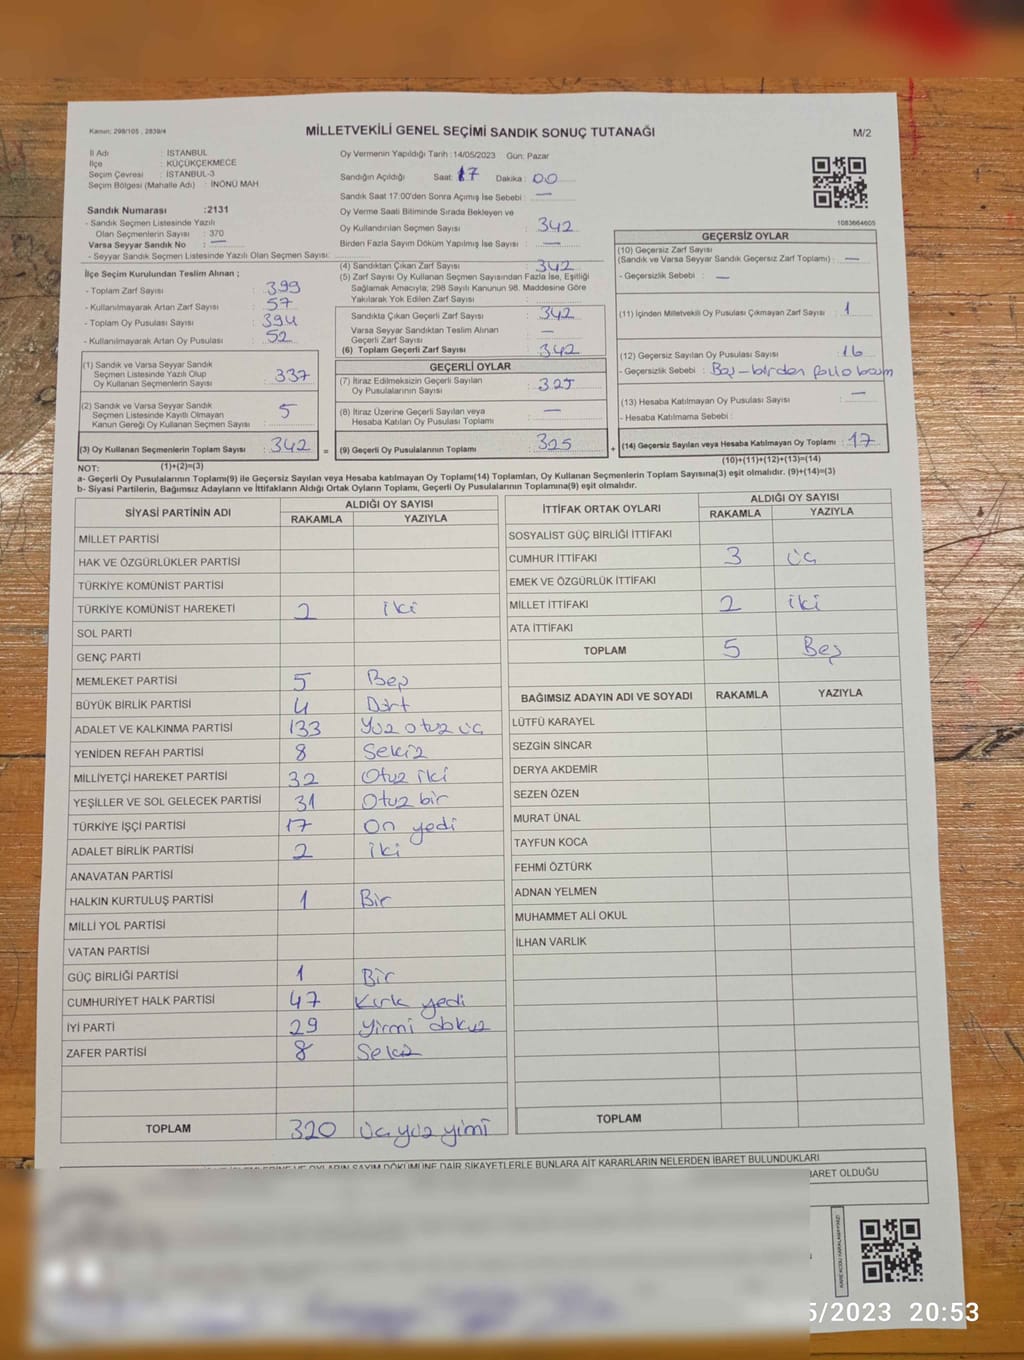 Kanun: 298/105 , 2839/4
MİLLETVEKİLİ GENEL SEÇİMİ SANDIK SONUÇ TUTANAĞI
M/2
İl Adı : İSTANBUL
İlçe : KÜÇÜKÇEKMECE
Seçim Çevresi : İSTANBUL-3
Seçim Bölgesi (Mahalle Adı) : İNÖNÜ MAH
Sandık Numarası :2131
- Sandık Seçmen Listesinde Yazılı
Olan Seçmenlerin Sayısı : 370
Varsa Seyyar Sandık No : —
- Seyyar Sandık Seçmen Listesinde Yazılı Olan Seçmen Sayısı:
Oy Vermenin Yapıldığı Tarih :14/05/2023 Gün: Pazar
Sandığın Açıldığı Saat: 17 Dakika : 00
Sandık Saat 17:00'den Sonra Açımış İse Sebebi : —
Oy Verme Saati Bitiminde Sırada Bekleyen ve
Oy Kullandırılan Seçmen Sayısı : 342
Birden Fazla Sayım Döküm Yapılmış İse Sayısı : —
1083664605
İlçe Seçim Kurulundan Teslim Alınan ;
- Toplam Zarf Sayısı : 399
- Kullanılmayarak Artan Zarf Sayısı : 57
- Toplam Oy Pusulası Sayısı : 394
- Kullanılmayarak Artan Oy Pusulası : 52
(1) Sandık ve Varsa Seyyar Sandık
Seçmen Listesinde Yazılı Olup
Oy Kullanan Seçmenlerin Sayısı : 337
(2) Sandık ve Varsa Seyyar Sandık
Seçmen Listesinde Kayıtlı Olmayan
Kanun Gereği Oy Kullanan Seçmen Sayısı : 5
(3) Oy Kullanan Seçmenlerin Toplam Sayısı : 342
(4) Sandıktan Çıkan Zarf Sayısı : 342
(5) Zarf Sayısı Oy Kullanan Seçmen Sayısından Fazla İse, Eşitliği
Sağlamak Amacıyla; 298 Sayılı Kanunun 98. Maddesine Göre
Yakılarak Yok Edilen Zarf Sayısı :
Sandıkta Çıkan Geçerli Zarf Sayısı : 342
Varsa Seyyar Sandıktan Teslim Alınan
Geçerli Zarf Sayısı : —
(6) Toplam Geçerli Zarf Sayısı : 342
GEÇERLİ OYLAR
(7) İtiraz Edilmeksizin Geçerli Sayılan
Oy Pusulalarının Sayısı : 325
(8) İtiraz Üzerine Geçerli Sayılan veya
Hesaba Katılan Oy Pusulaları Toplamı : —
= (9) Geçerli Oy Pusulalarının Toplamı : 325
GEÇERSİZ OYLAR
(10) Geçersiz Zarf Sayısı
(Sandık ve Varsa Seyyar Sandık Geçersiz Zarf Toplamı) : —
- Geçersizlik Sebebi : —
(11) İçinden Milletvekili Oy Pusulası Çıkmayan Zarf Sayısı : 1
(12) Geçersiz Sayılan Oy Pusulası Sayısı : 16
- Geçersizlik Sebebi : Boş-birden fazla basım
(13) Hesaba Katılmayan Oy Pusulası Sayısı : —
- Hesaba Katılmama Sebebi :
+ (14) Geçersiz Sayılan veya Hesaba Katılmayan Oy Toplamı : 17
NOT: (1)+(2)=(3) (10)+(11)+(12)+(13)=(14)
a- Geçerli Oy Pusulalarının Toplamı(9) ile Geçersiz Sayılan veya Hesaba katılmayan Oy Toplamı(14) Toplamları, Oy Kullanan Seçmenlerin Toplam Sayısına(3) eşit olmalıdır. (9)+(14)=(3)
b- Siyasi Partilerin, Bağımsız Adayların ve İttifakların Aldığı Ortak Oyların Toplamı, Geçerli Oy Pusulalarının Toplamına(9) eşit olmalıdır.
SİYASİ PARTİNİN ADI ALDIĞI OY SAYISI
RAKAMLA YAZIYLA
MİLLET PARTİSİ
HAK VE ÖZGÜRLÜKLER PARTİSİ
TÜRKİYE KOMÜNİST PARTİSİ
TÜRKİYE KOMÜNİST HAREKETİ 2 iki
SOL PARTİ
GENÇ PARTİ
MEMLEKET PARTİSİ 5 Beş
BÜYÜK BİRLİK PARTİSİ 4 Dört
ADALET VE KALKINMA PARTİSİ 133 Yüz otuz üç
YENİDEN REFAH PARTİSİ 8 Sekiz
MİLLİYETÇİ HAREKET PARTİSİ 32 Otuz iki
YEŞİLLER VE SOL GELECEK PARTİSİ 31 Otuz bir
TÜRKİYE İŞÇİ PARTİSİ 17 On yedi
ADALET BİRLİK PARTİSİ 2 iki
ANAVATAN PARTİSİ
HALKIN KURTULUŞ PARTİSİ 1 Bir
MİLLİ YOL PARTİSİ
VATAN PARTİSİ
GÜÇ BİRLİĞİ PARTİSİ 1 Bir
CUMHURİYET HALK PARTİSİ 47 Kırk yedi
İYİ PARTİ 29 Yirmi dokuz
ZAFER PARTİSİ 8 Sekiz
TOPLAM 320 üç yüz yimi
İTTİFAK ORTAK OYLARI ALDIĞI OY SAYISI
RAKAMLA YAZIYLA
SOSYALİST GÜÇ BİRLİĞİ İTTİFAKI
CUMHUR İTTİFAKI 3 üç
EMEK VE ÖZGÜRLÜK İTTİFAKI
MİLLET İTTİFAKI 2 iki
ATA İTTİFAKI
TOPLAM 5 Beş
BAĞIMSIZ ADAYIN ADI VE SOYADI RAKAMLA YAZIYLA
LÜTFÜ KARAYEL
SEZGİN SİNCAR
DERYA AKDEMİR
SEZEN ÖZEN
MURAT ÜNAL
TAYFUN KOCA
FEHMİ ÖZTÜRK
ADNAN YELMEN
MUHAMMET ALİ OKUL
İLHAN VARLIK
TOPLAM
OYLARIN SAYIM DÖKÜMÜNE DAİR ŞİKAYETLERLE BUNLARA AİT KARARLARIN NELERDEN İBARET BULUNDUKLARI
BARET OLDUĞU
5/2023 20:53